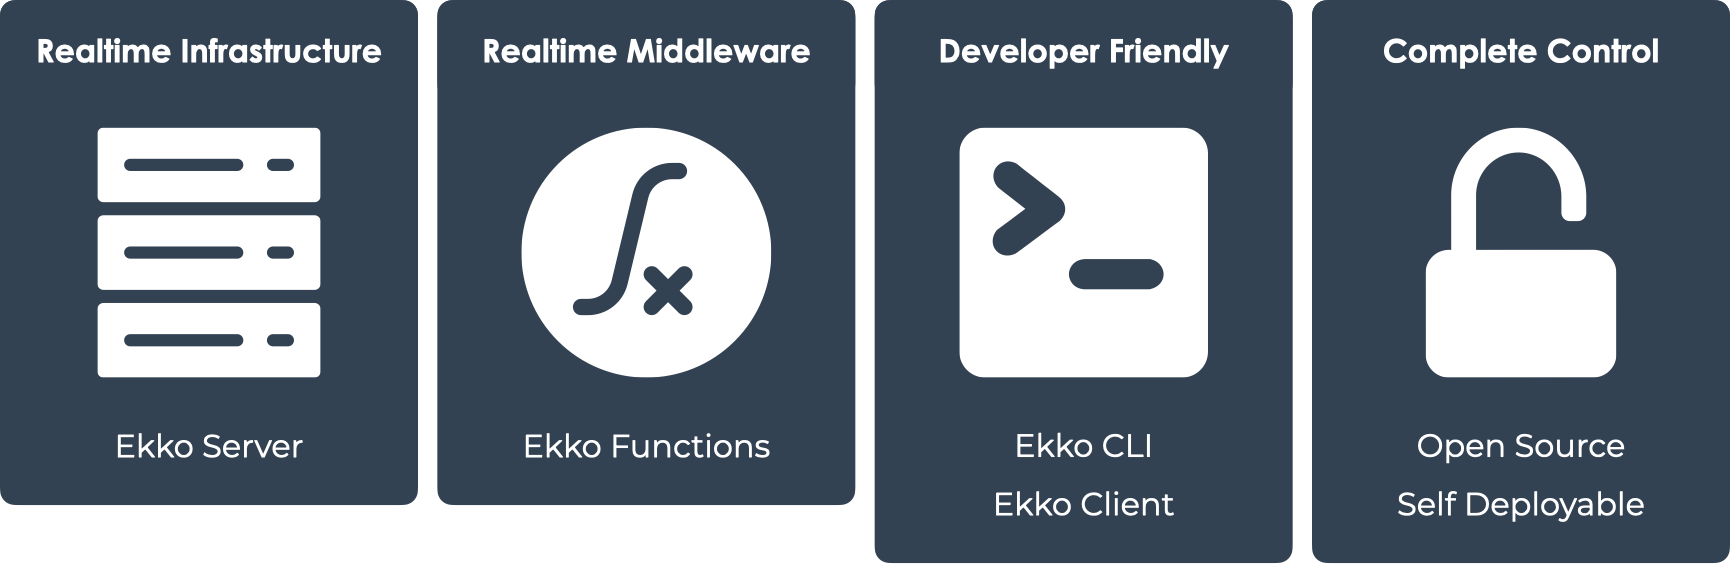 Realtime Infrastructure
Ekko Server
Realtime Middleware
Ekko Functions
Developer Friendly
Ekko CLI
Ekko Client
Complete Control
Open Source
Self Deployable